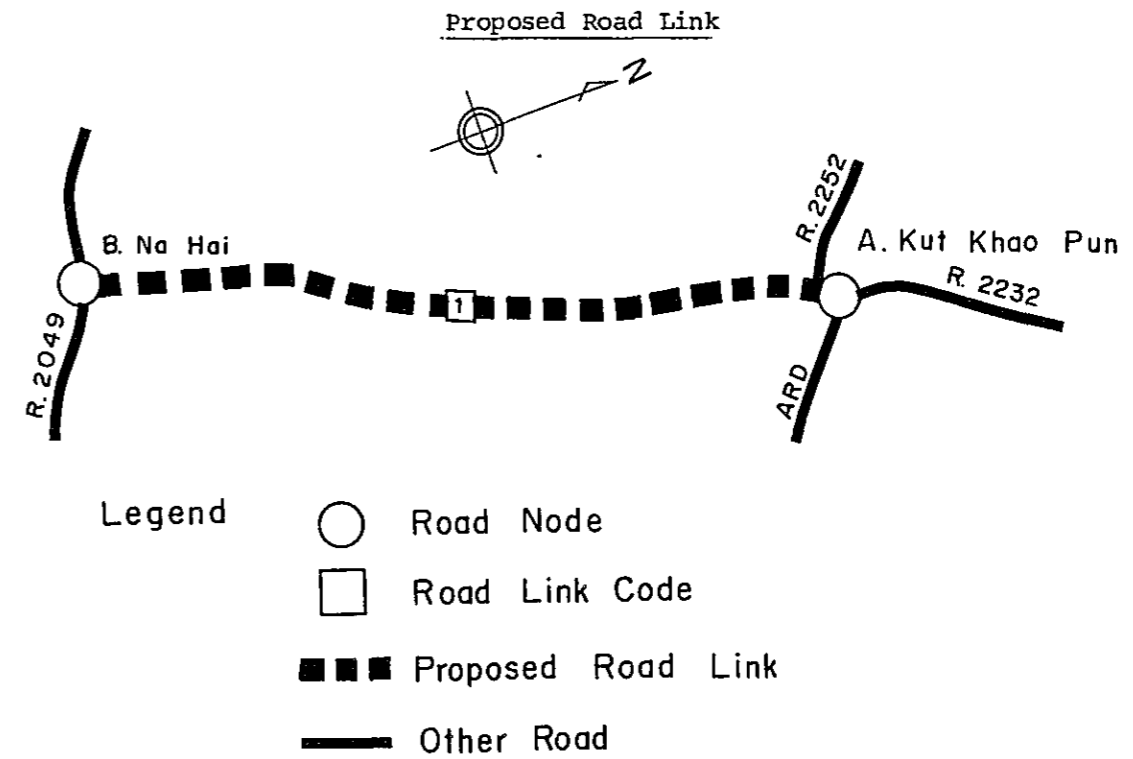 Proposed Road Link
N
R. 2252
B. Na Hai
A. Kut Khao Pun
R. 2232
1
R. 2049
ARD
Legend
Road Node
Road Link Code
Proposed Road Link
Other Road